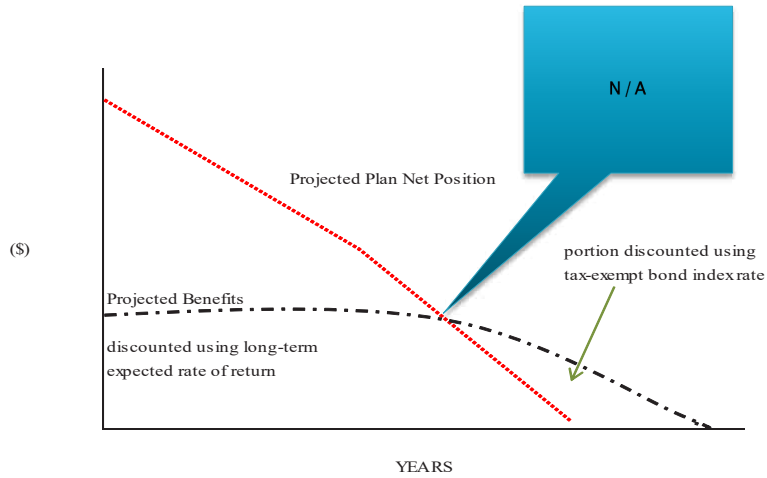 N / A
Projected Plan Net Position
($)
portion discounted using
tax-exempt bond index rate
Projected Benefits
discounted using long-term
expected rate of return
YEARS